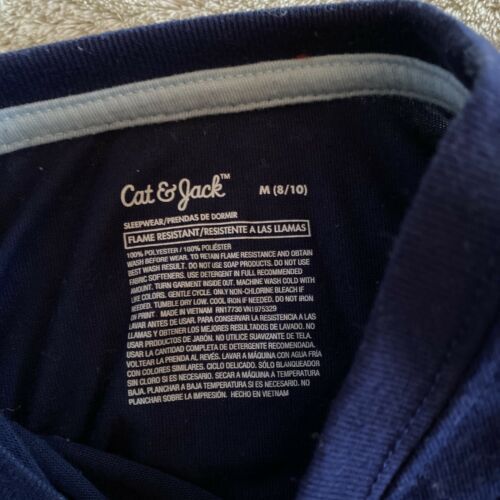 Cat & Jack™ M (8/10)
SLEEPWEAR/PRENDAS DE DORMIR
FLAME RESISTANT/RESISTENTE A LAS LLAMAS
100% POLYESTER / 100% POLIÉSTER
WASH BEFORE WEAR. TO RETAIN FLAME RESISTANCE AND OBTAIN
BEST WASH RESULT. DO NOT USE SOAP PRODUCTS. DO NOT USE
FABRIC SOFTENERS. USE DETERGENT IN FULL RECOMMENDED
AMOUNT. TURN GARMENT INSIDE OUT. MACHINE WASH COLD WITH
LIKE COLORS. GENTLE CYCLE. ONLY NON-CHLORINE BLEACH IF
NEEDED. TUMBLE DRY LOW. COOL IRON IF NEEDED. DO NOT IRON
ON PRINT. MADE IN VIETNAM RN17730 VN1975329
LAVAR ANTES DE USAR. PARA CONSERVAR LA RESISTENCIA A LAS
LLAMAS Y OBTENER LOS MEJORES RESULTADOS DE LAVADO. NO
USAR PRODUCTOS DE JABÓN. NO UTILICE SUAVIZANTE DE TELA.
USAR LA CANTIDAD COMPLETA DE DETERGENTE RECOMENDADA.
VOLTEAR LA PRENDA AL REVÉS. LAVAR A MÁQUINA CON AGUA FRÍA
CON COLORES SIMILARES. CICLO DELICADO. SÓLO BLANQUEADOR
SIN CLORO SI ES NECESARIO. SECAR A MÁQUINA A TEMPERATURA
BAJA. PLANCHAR A BAJA TEMPERATURA SI ES NECESARIO. NO
PLANCHAR SOBRE LA IMPRESIÓN. HECHO EN VIETNAM